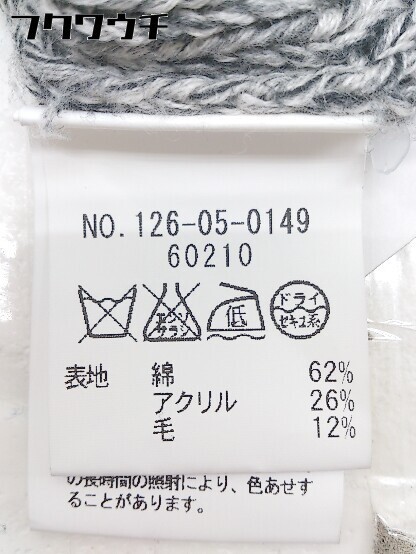 フクワウチ
NO. 126-05-0149
60210
エンソ サラシ 低 ドライ セキユ系
表地 綿 62%
アクリル 26%
毛 12%
の長時間の照射により、色あせす
ることがあります。